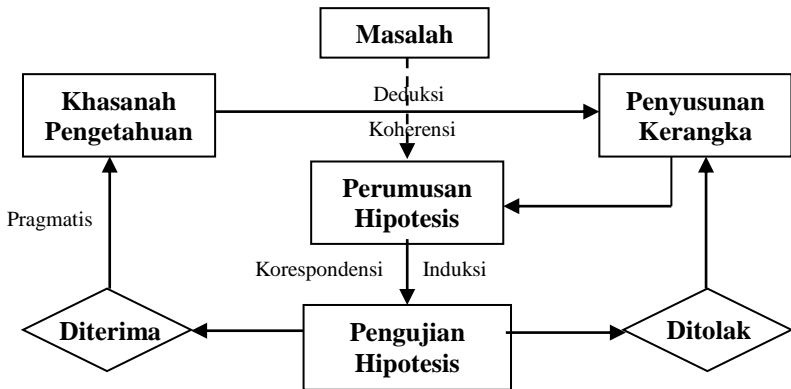 Masalah
Khasanah
Pengetahuan
Deduksi
Koherensi
Penyusunan
Kerangka
Perumusan
Hipotesis
Pragmatis
Korespondensi
Induksi
Diterima
Pengujian
Hipotesis
Ditolak